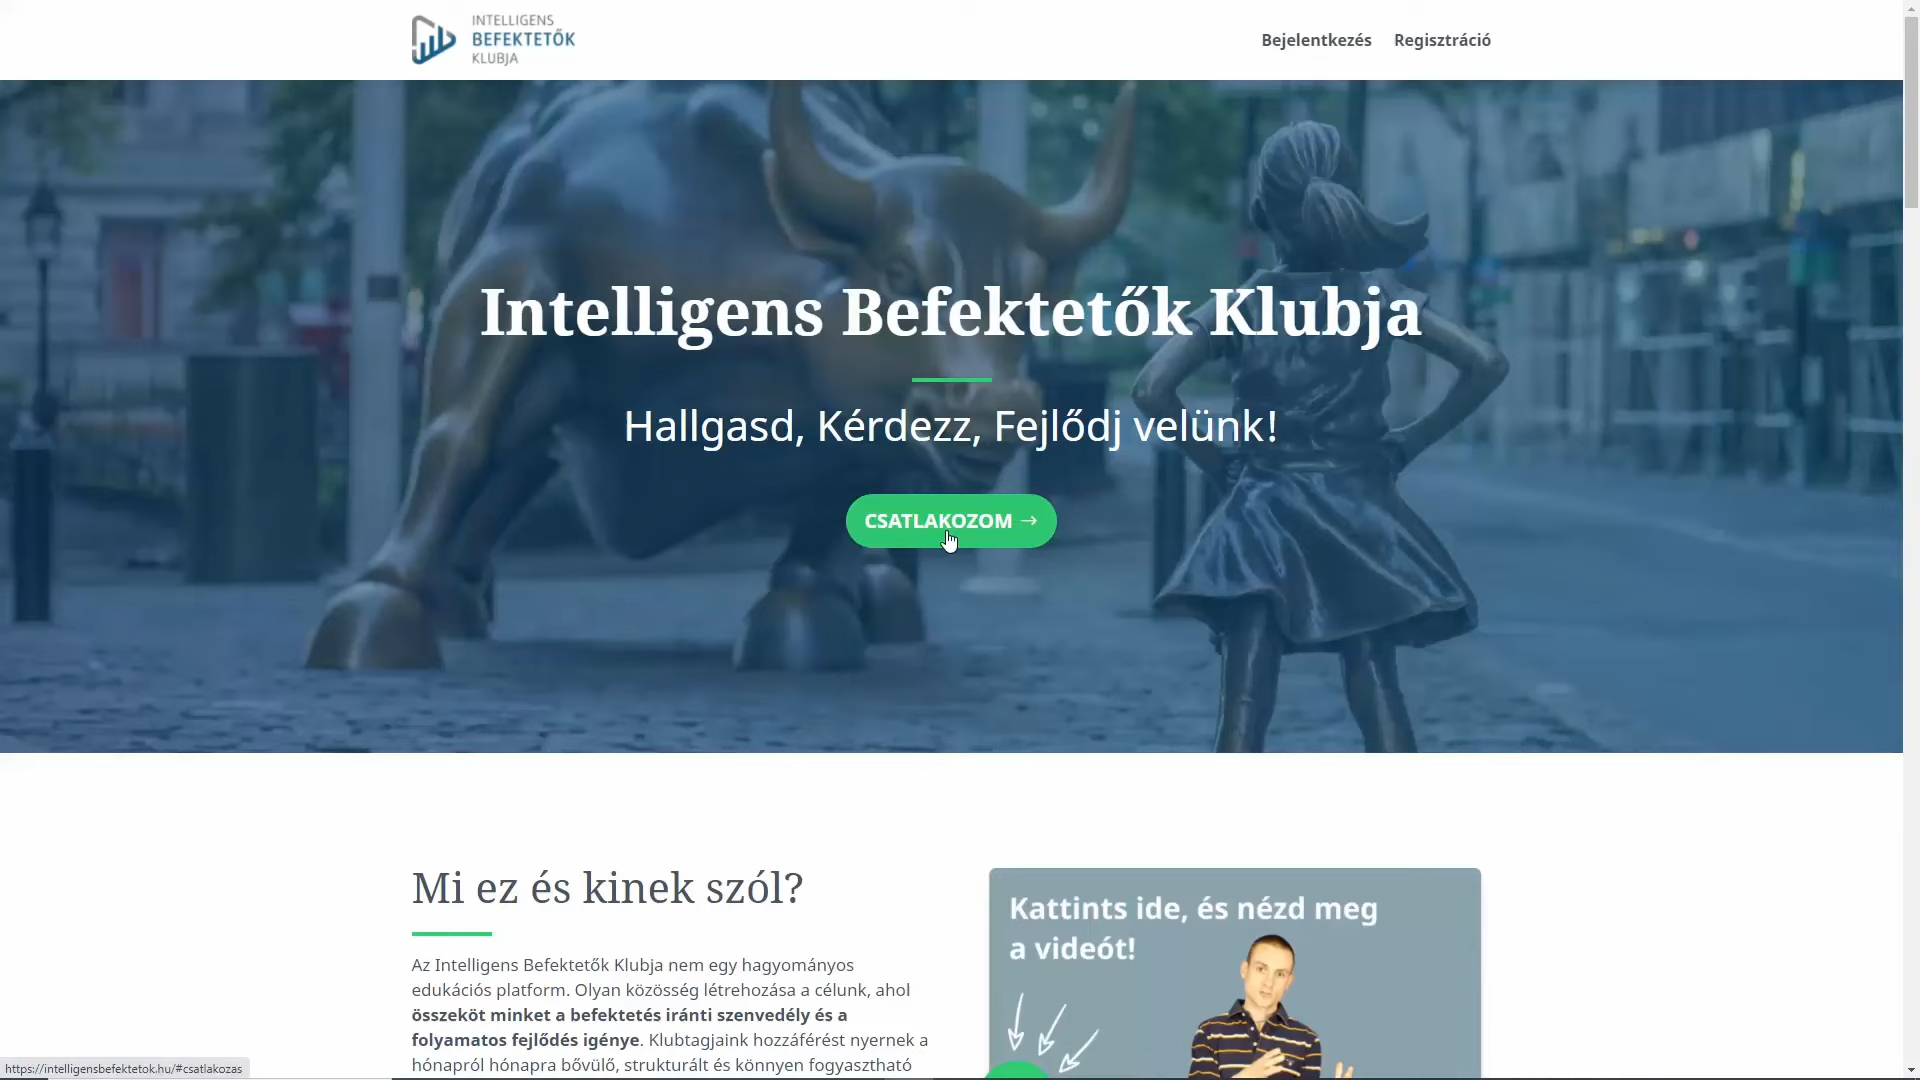 INTELLIGENS
BEFEKTETŐK
KLUBJA
Bejelentkezés
Regisztráció
Intelligens Befektetők Klubja
Hallgasd, Kérdezz, Fejlődj velünk!
CSATLAKOZOM →
Mi ez és kinek szól?
Az Intelligens Befektetők Klubja nem egy hagyományos
edukációs platform. Olyan közösség létrehozása a célunk, ahol
összeköt minket a befektetés iránti szenvedély és a
folyamatos fejlődés igénye. Klubtagjaink hozzáférést nyernek a
hónapról hónapra bővülő, strukturált és könnyen fogyasztható
Kattints ide, és nézd meg
a videót!
https://intelligensbefektetok.hu/#csatlakozas